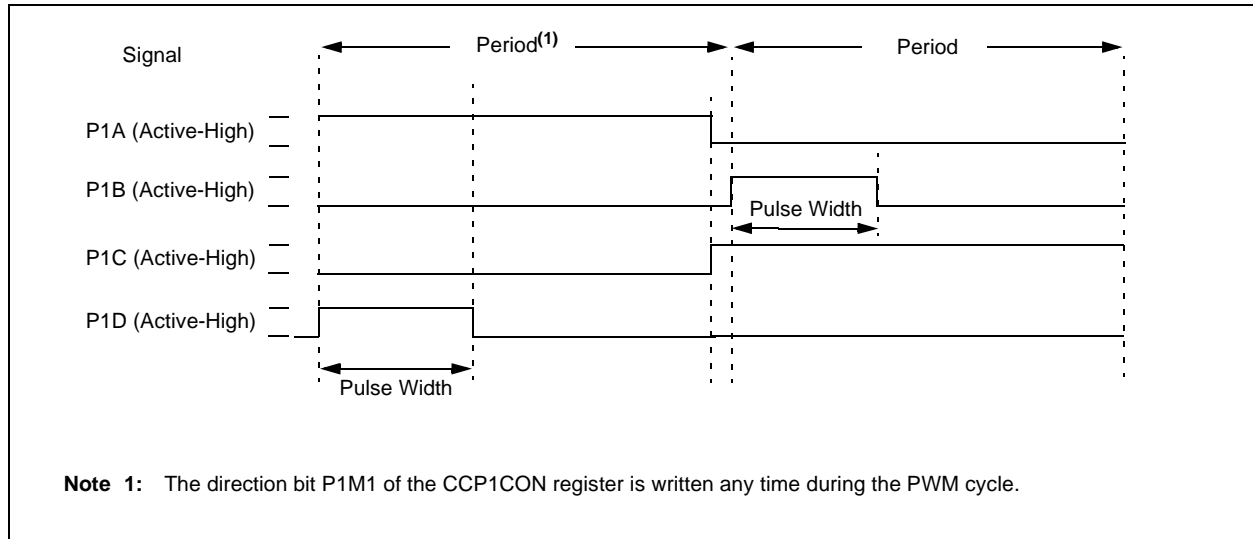 Signal
Period(1)
Period
P1A (Active-High)
P1B (Active-High)
Pulse Width
P1C (Active-High)
P1D (Active-High)
Pulse Width
Note 1: The direction bit P1M1 of the CCP1CON register is written any time during the PWM cycle.